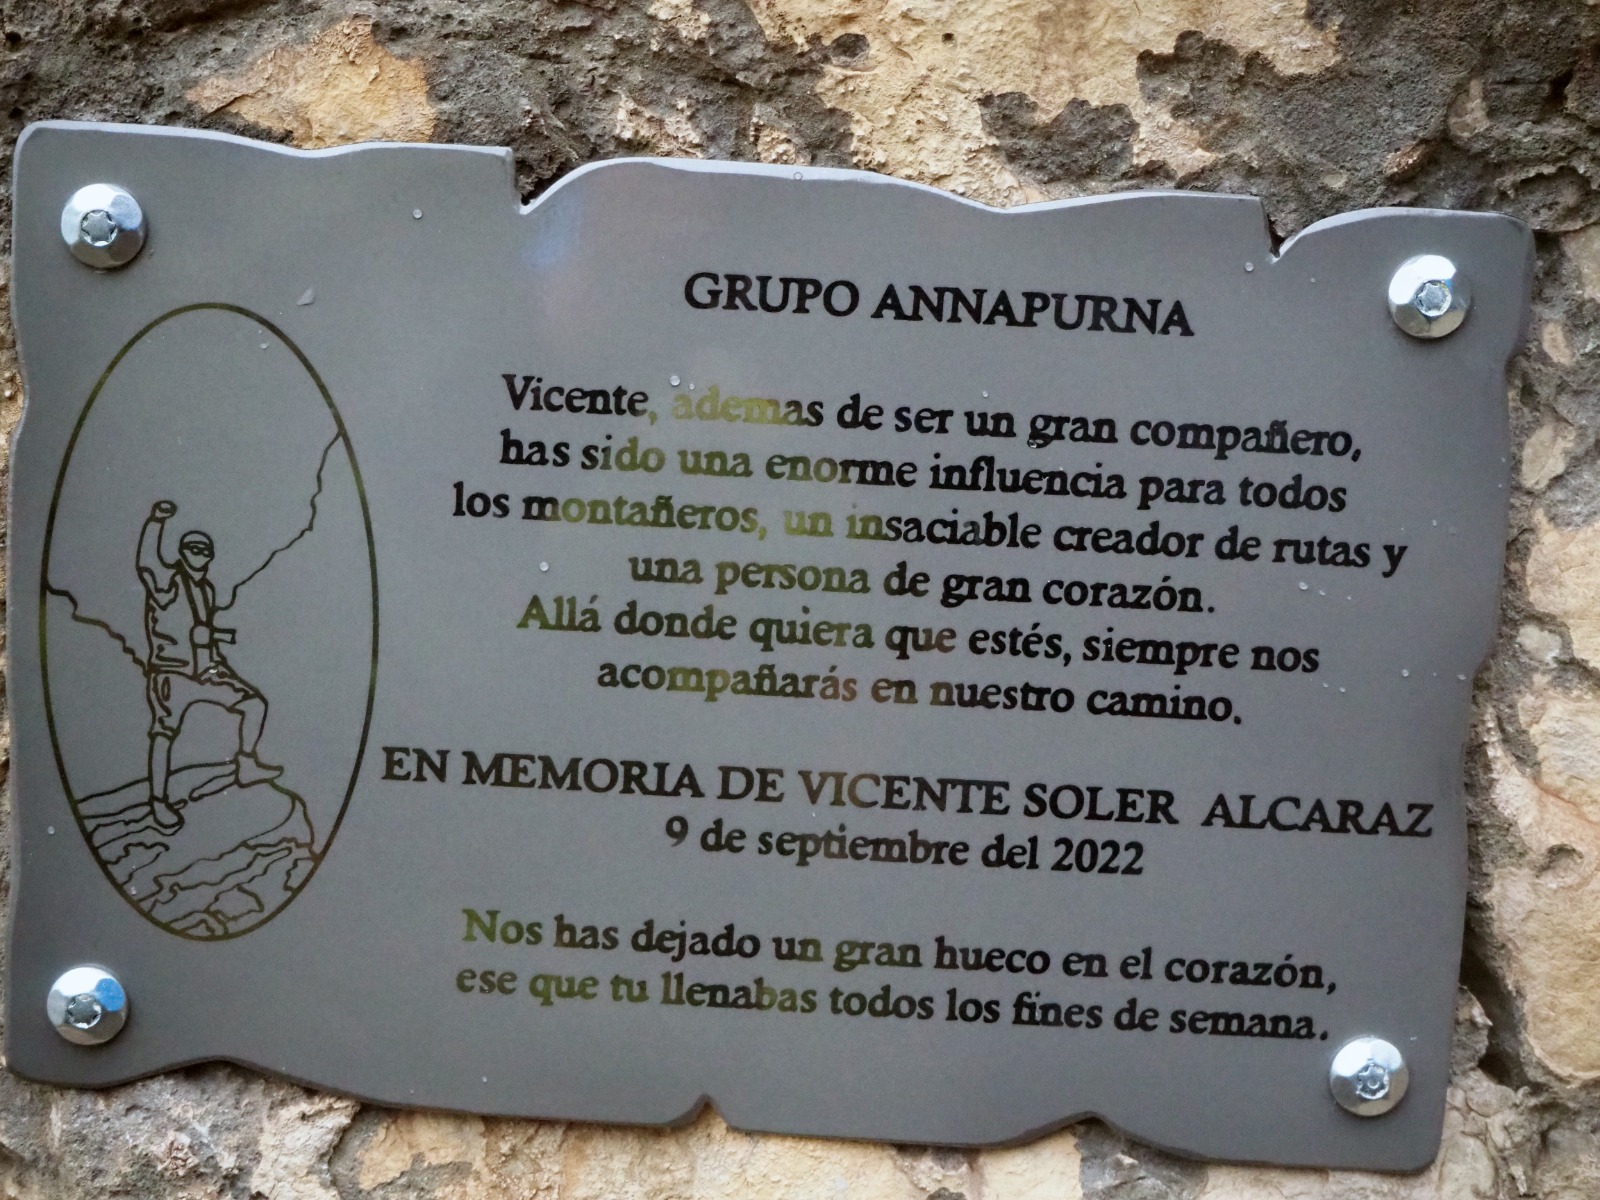 GRUPO ANNAPURNA
Vicente, ademas de ser un gran compañero,
has sido una enorme influencia para todos
los montañeros, un insaciable creador de rutas y
una persona de gran corazón.
Allá donde quiera que estés, siempre nos
acompañarás en nuestro camino.
EN MEMORIA DE VICENTE SOLER ALCARAZ
9 de septiembre del 2022
Nos has dejado un gran hueco en el corazón,
ese que tu llenabas todos los fines de semana.